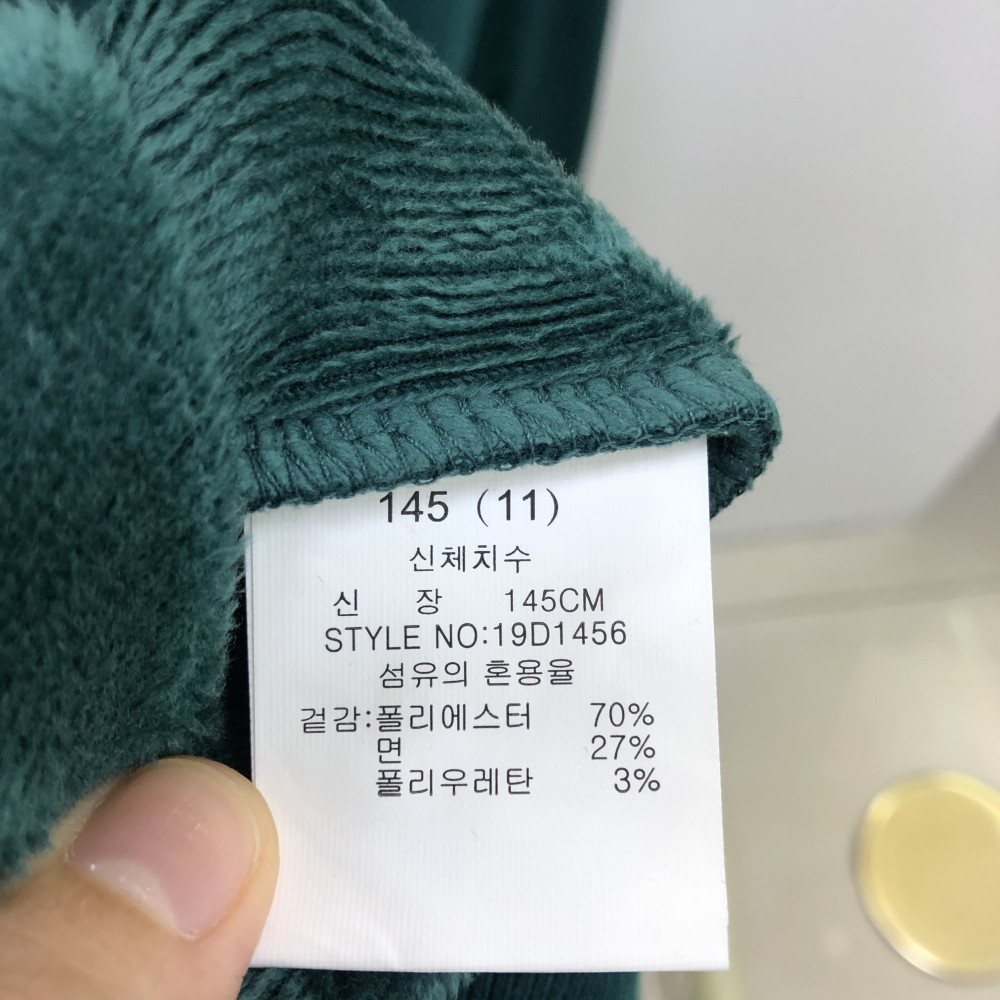 145 (11)
신체치수
신 장 145CM
STYLE NO:19D1456
섬유의 혼용율
겉감:폴리에스터 70%
면 27%
폴리우레탄 3%